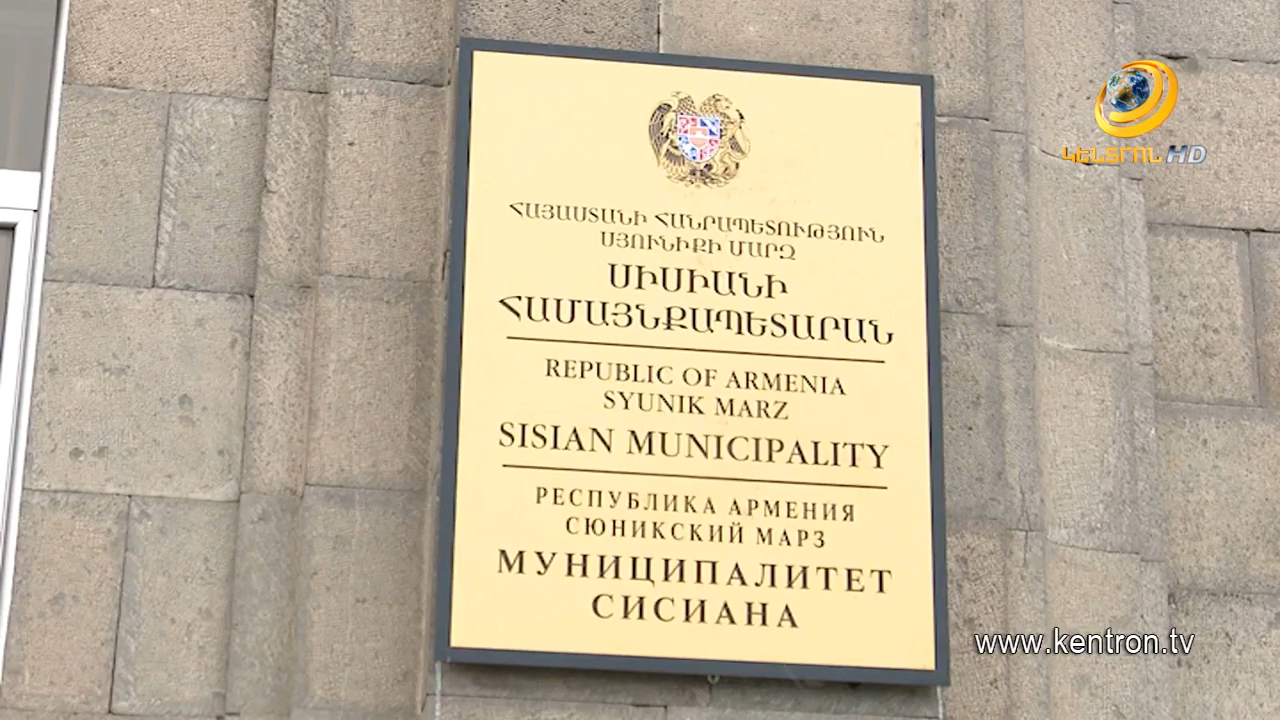 ԿԵՆՏՐՈՆ HD
ՀԱՅԱՍՏԱՆԻ ՀԱՆՐԱՊԵՏՈՒԹՅՈՒՆ
ՍՅՈՒՆԻՔԻ ՄԱՐԶ
ՍԻՍԻԱՆԻ
ՀԱՄԱՅՆՔԱՊԵՏԱՐԱՆ
REPUBLIC OF ARMENIA
SYUNIK MARZ
SISIAN MUNICIPALITY
РЕСПУБЛИКА АРМЕНИЯ
СЮНИКСКИЙ МАРЗ
МУНИЦИПАЛИТЕТ
СИСИАНА
www.kentron.tv